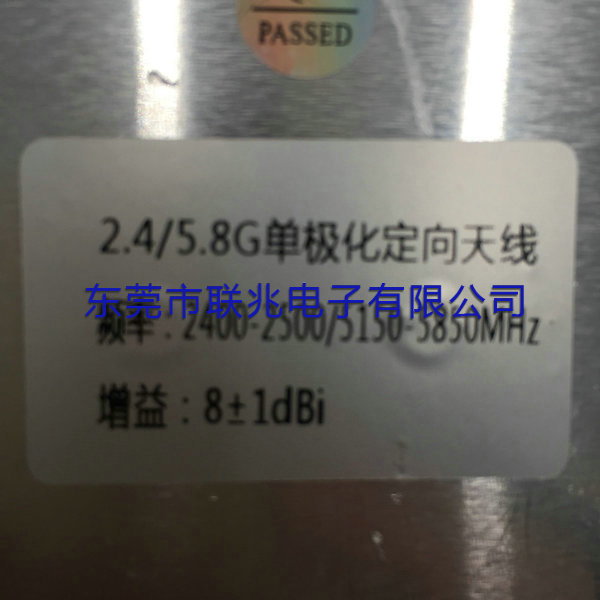 PASSED
2.4/5.8G单极化定向天线
东莞市联兆电子有限公司
频率：2400-2500/5150-5850MHz
增益：8±1dBi